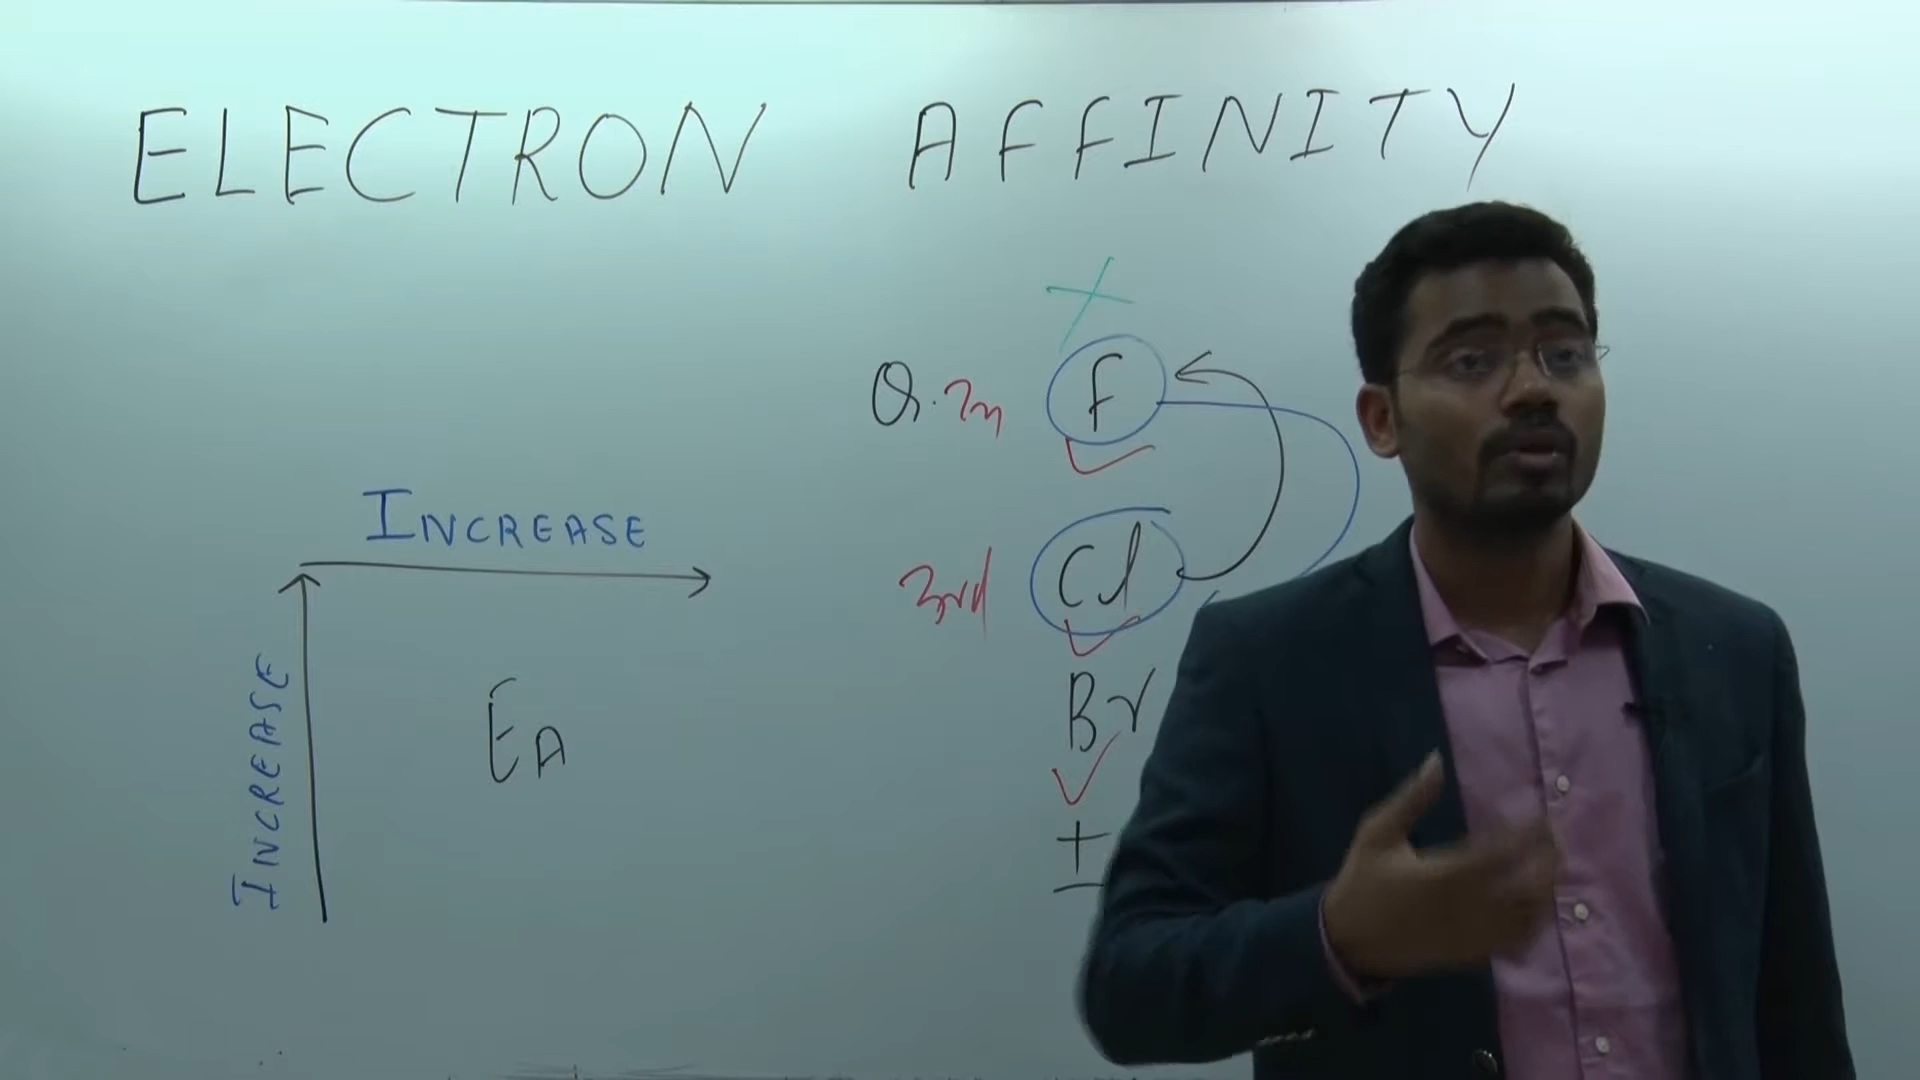 ELECTRON AFFINITY
F
3rd Cl
INCREASE
Br
I
INCREASE
EA